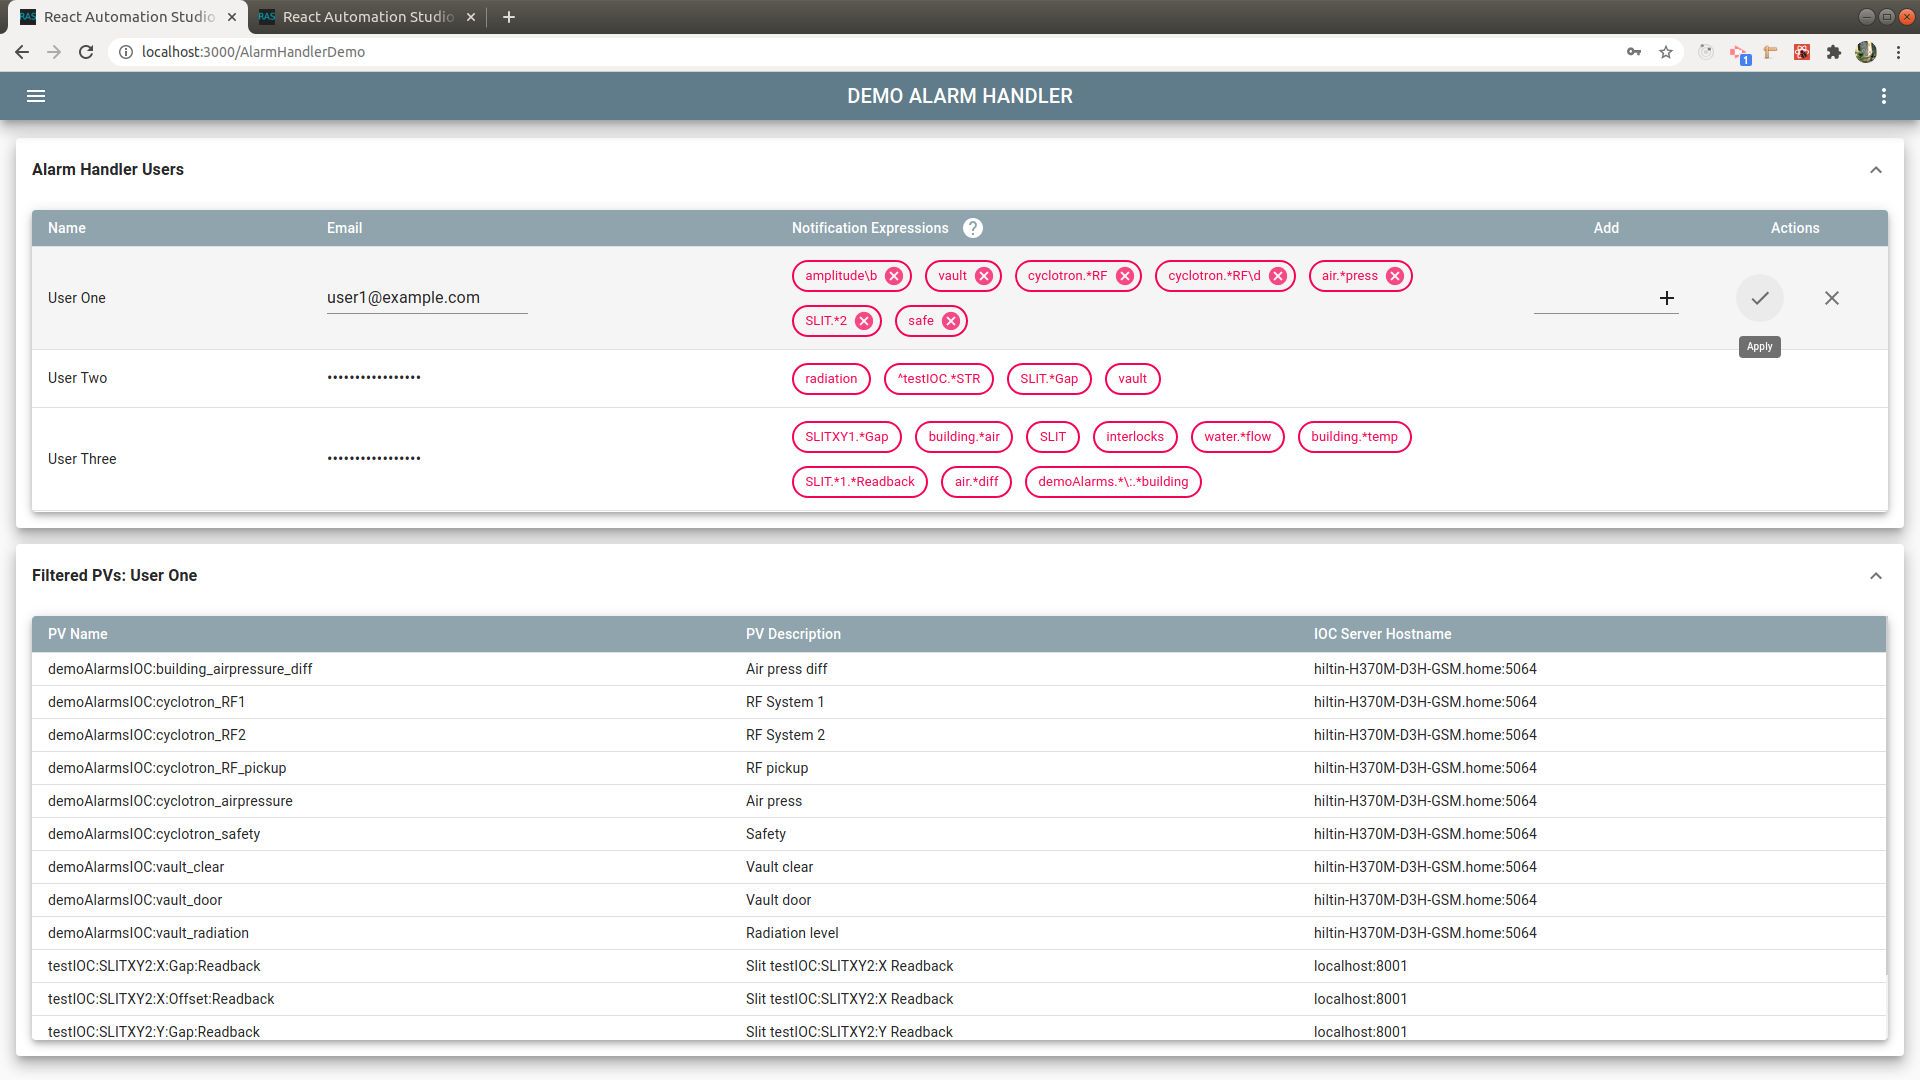 React Automation Studio
React Automation Studio
localhost:3000/AlarmHandlerDemo
1
DEMO ALARM HANDLER
Alarm Handler Users
Name Email Notification Expressions ? Add Actions
amplitude\b vault cyclotron.*RF cyclotron.*RF\d air.*press
User One user1@example.com
SLIT.*2 safe
Apply
User Two ••••••••••••••••• radiation ^testIOC.*STR SLIT.*Gap vault
SLITXY1.*Gap building.*air SLIT interlocks water.*flow building.*temp
User Three •••••••••••••••••
SLIT.*1.*Readback air.*diff demoAlarms.*\:.*building
Filtered PVs: User One
PV Name PV Description IOC Server Hostname
demoAlarmsIOC:building_airpressure_diff Air press diff hiltin-H370M-D3H-GSM.home:5064
demoAlarmsIOC:cyclotron_RF1 RF System 1 hiltin-H370M-D3H-GSM.home:5064
demoAlarmsIOC:cyclotron_RF2 RF System 2 hiltin-H370M-D3H-GSM.home:5064
demoAlarmsIOC:cyclotron_RF_pickup RF pickup hiltin-H370M-D3H-GSM.home:5064
demoAlarmsIOC:cyclotron_airpressure Air press hiltin-H370M-D3H-GSM.home:5064
demoAlarmsIOC:cyclotron_safety Safety hiltin-H370M-D3H-GSM.home:5064
demoAlarmsIOC:vault_clear Vault clear hiltin-H370M-D3H-GSM.home:5064
demoAlarmsIOC:vault_door Vault door hiltin-H370M-D3H-GSM.home:5064
demoAlarmsIOC:vault_radiation Radiation level hiltin-H370M-D3H-GSM.home:5064
testIOC:SLITXY2:X:Gap:Readback Slit testIOC:SLITXY2:X Readback localhost:8001
testIOC:SLITXY2:X:Offset:Readback Slit testIOC:SLITXY2:X Readback localhost:8001
testIOC:SLITXY2:Y:Gap:Readback Slit testIOC:SLITXY2:Y Readback localhost:8001